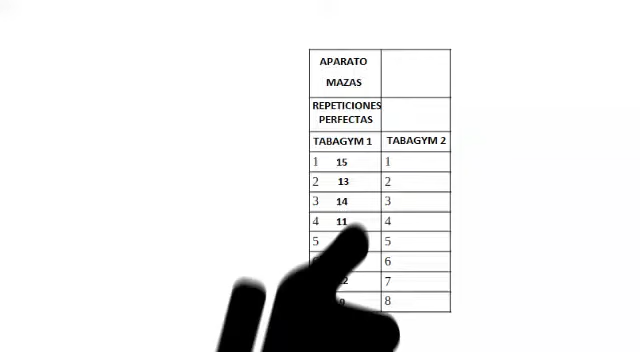 APARATO
MAZAS
REPETICIONES
PERFECTAS
TABAGYM 1 TABAGYM 2
1 15 1
2 13 2
3 14 3
4 11 4
5 5
6
7
8